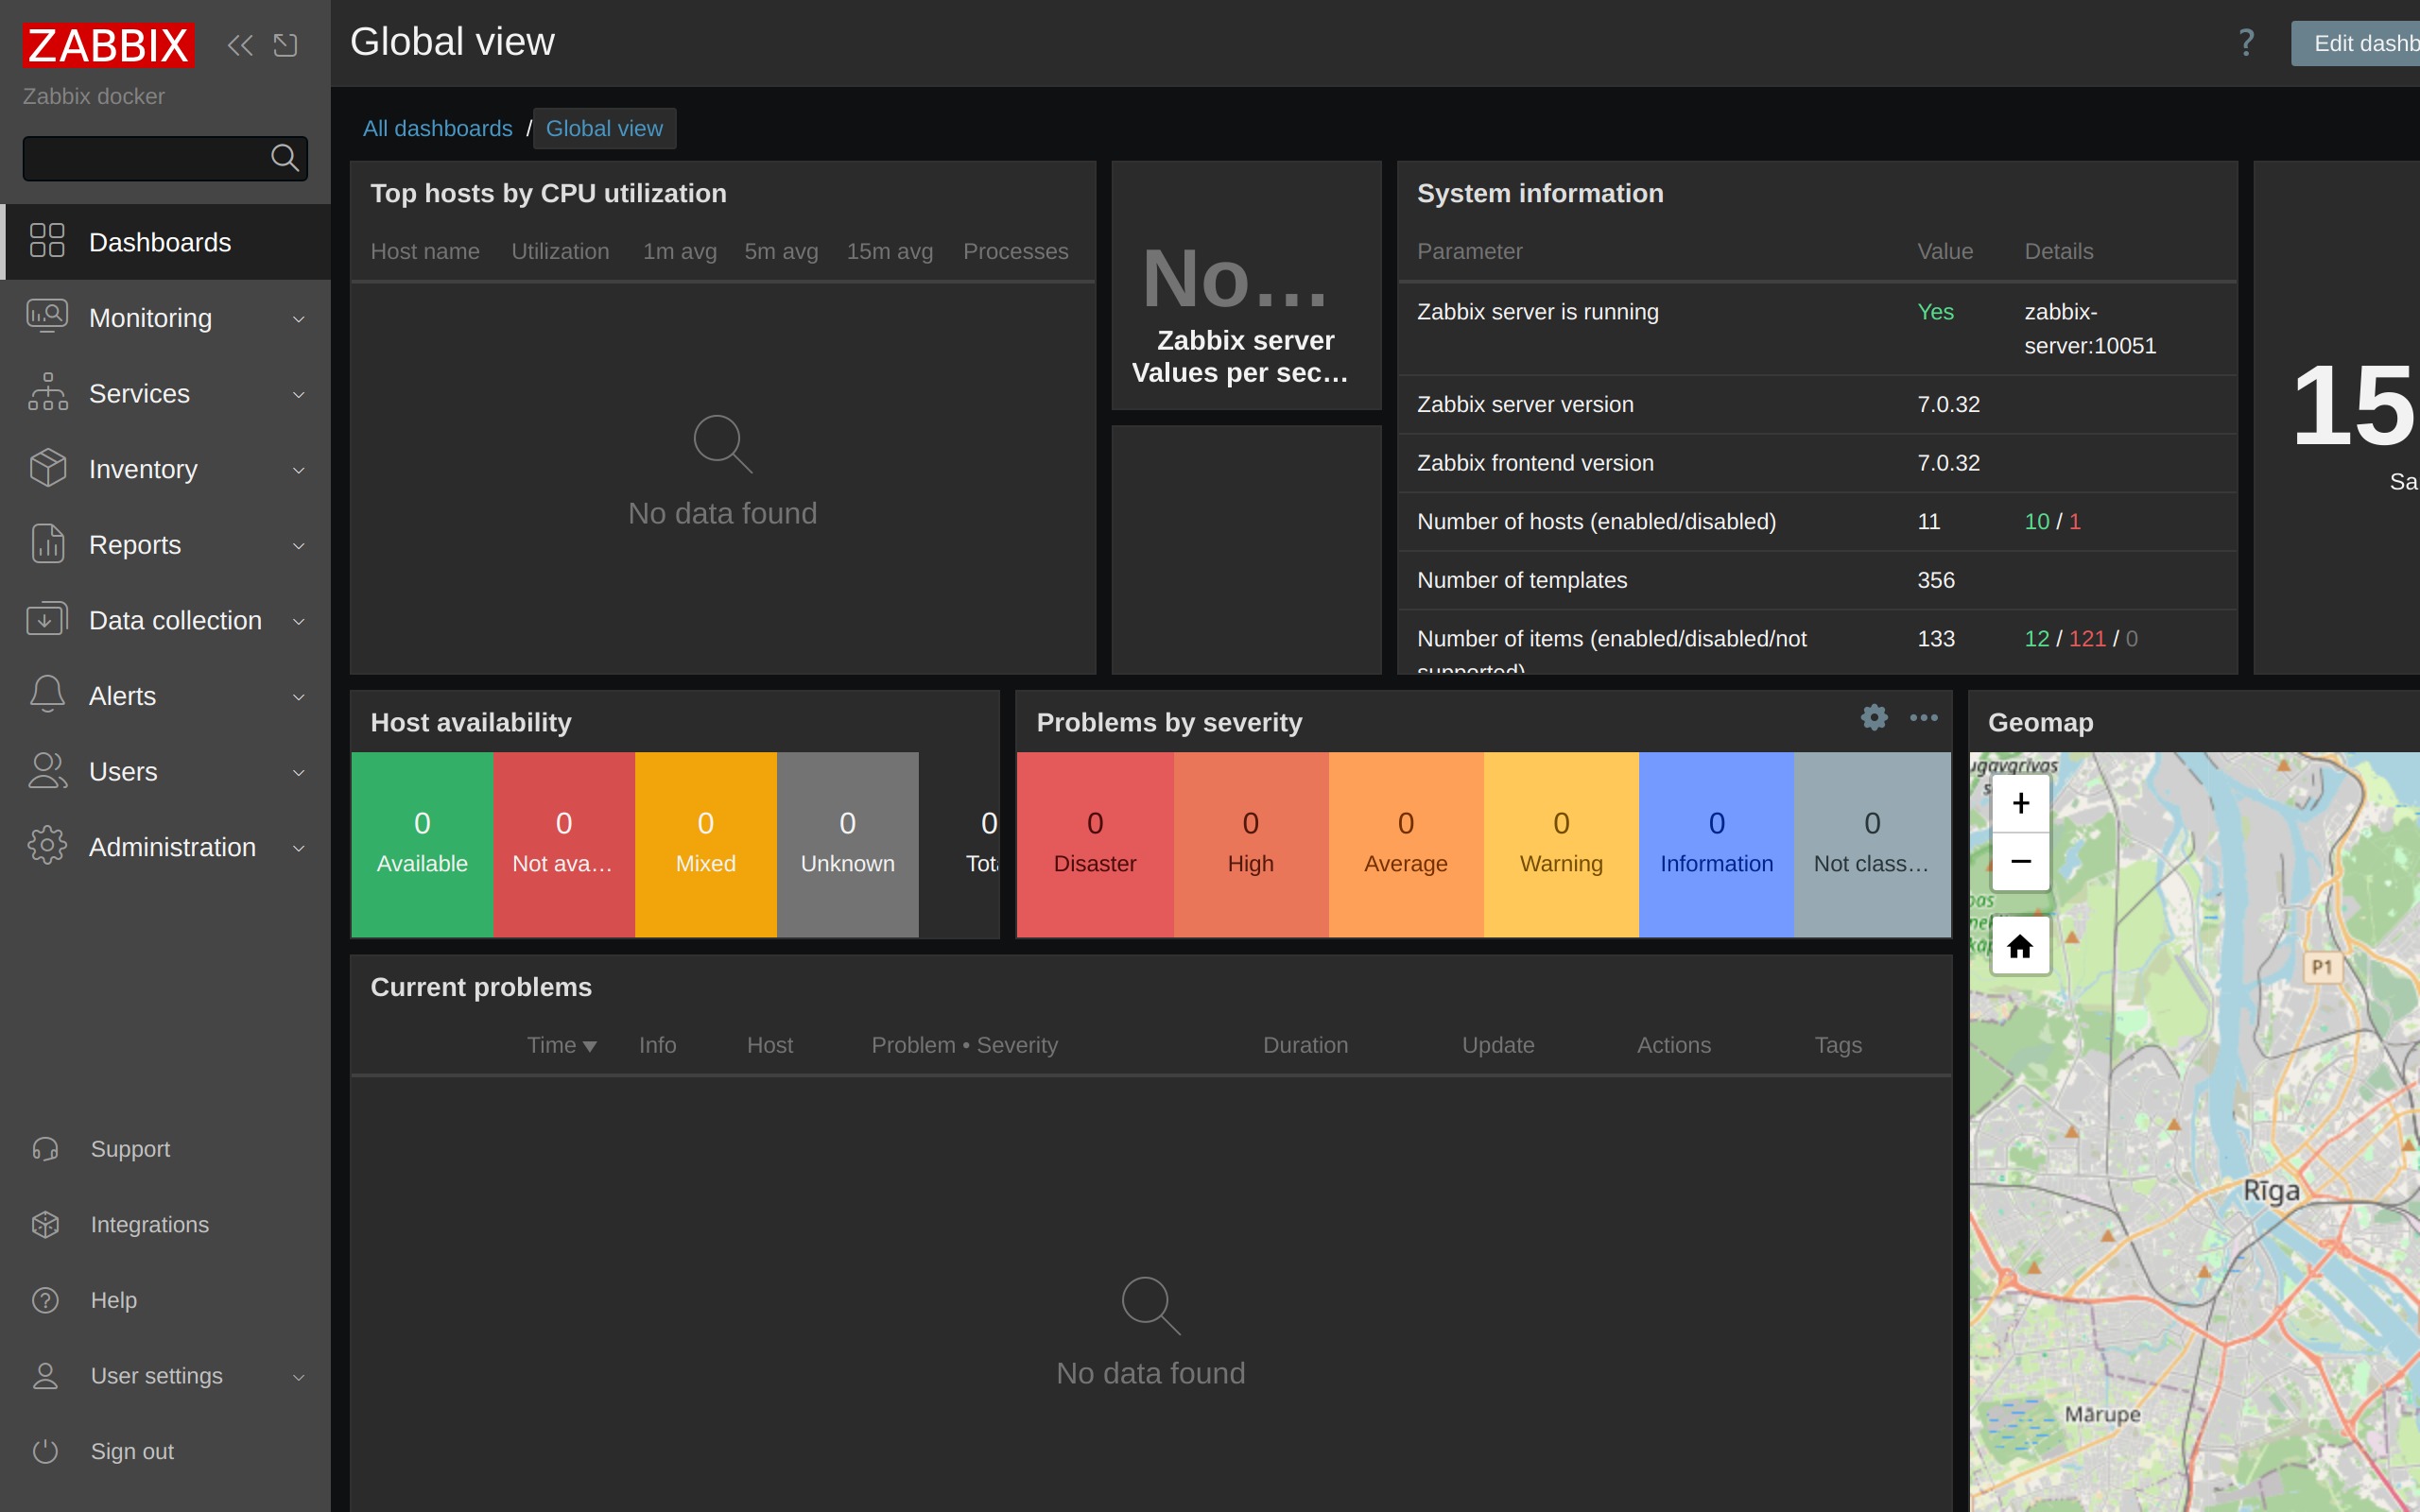 ZABBIX
Zabbix docker
Dashboards
Monitoring
Services
Inventory
Reports
Data collection
Alerts
Users
Administration
Support
Integrations
Help
User settings
Sign out
Global view
?
Edit dashb
All dashboards / Global view
Top hosts by CPU utilization
Host name Utilization 1m avg 5m avg 15m avg Processes
No data found
No...
Zabbix server
Values per sec...
System information
Parameter Value Details
Zabbix server is running Yes zabbix-
server:10051
Zabbix server version 7.0.32
Zabbix frontend version 7.0.32
Number of hosts (enabled/disabled) 11 10 / 1
Number of templates 356
Number of items (enabled/disabled/not 133 12 / 121 / 0
supported)
15
Sa
Host availability
0 0 0 0 0
Available Not ava... Mixed Unknown Tot
Problems by severity
0 0 0 0 0 0
Disaster High Average Warning Information Not class...
Current problems
Time Info Host Problem • Severity Duration Update Actions Tags
No data found
Geomap
+
−
P1
Rīga
Mārupe